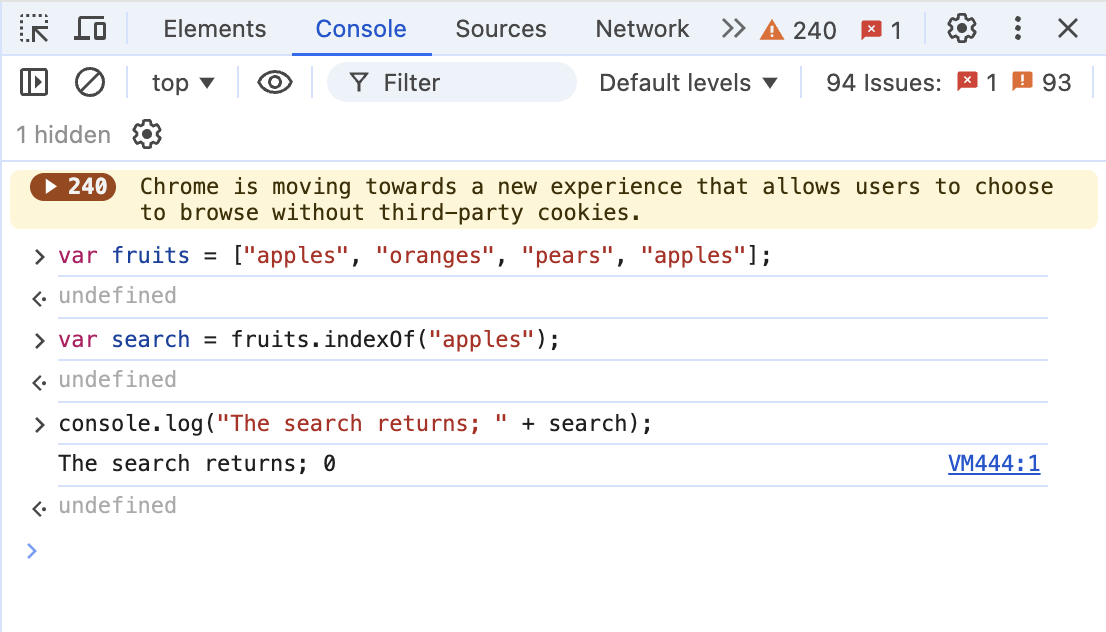 Elements Console Sources Network 240 1
top Filter Default levels 94 Issues: 1 93
1 hidden
240 Chrome is moving towards a new experience that allows users to choose
to browse without third-party cookies.
> var fruits = ["apples", "oranges", "pears", "apples"];
undefined
> var search = fruits.indexOf("apples");
undefined
> console.log("The search returns; " + search);
The search returns; 0 VM444:1
undefined
>